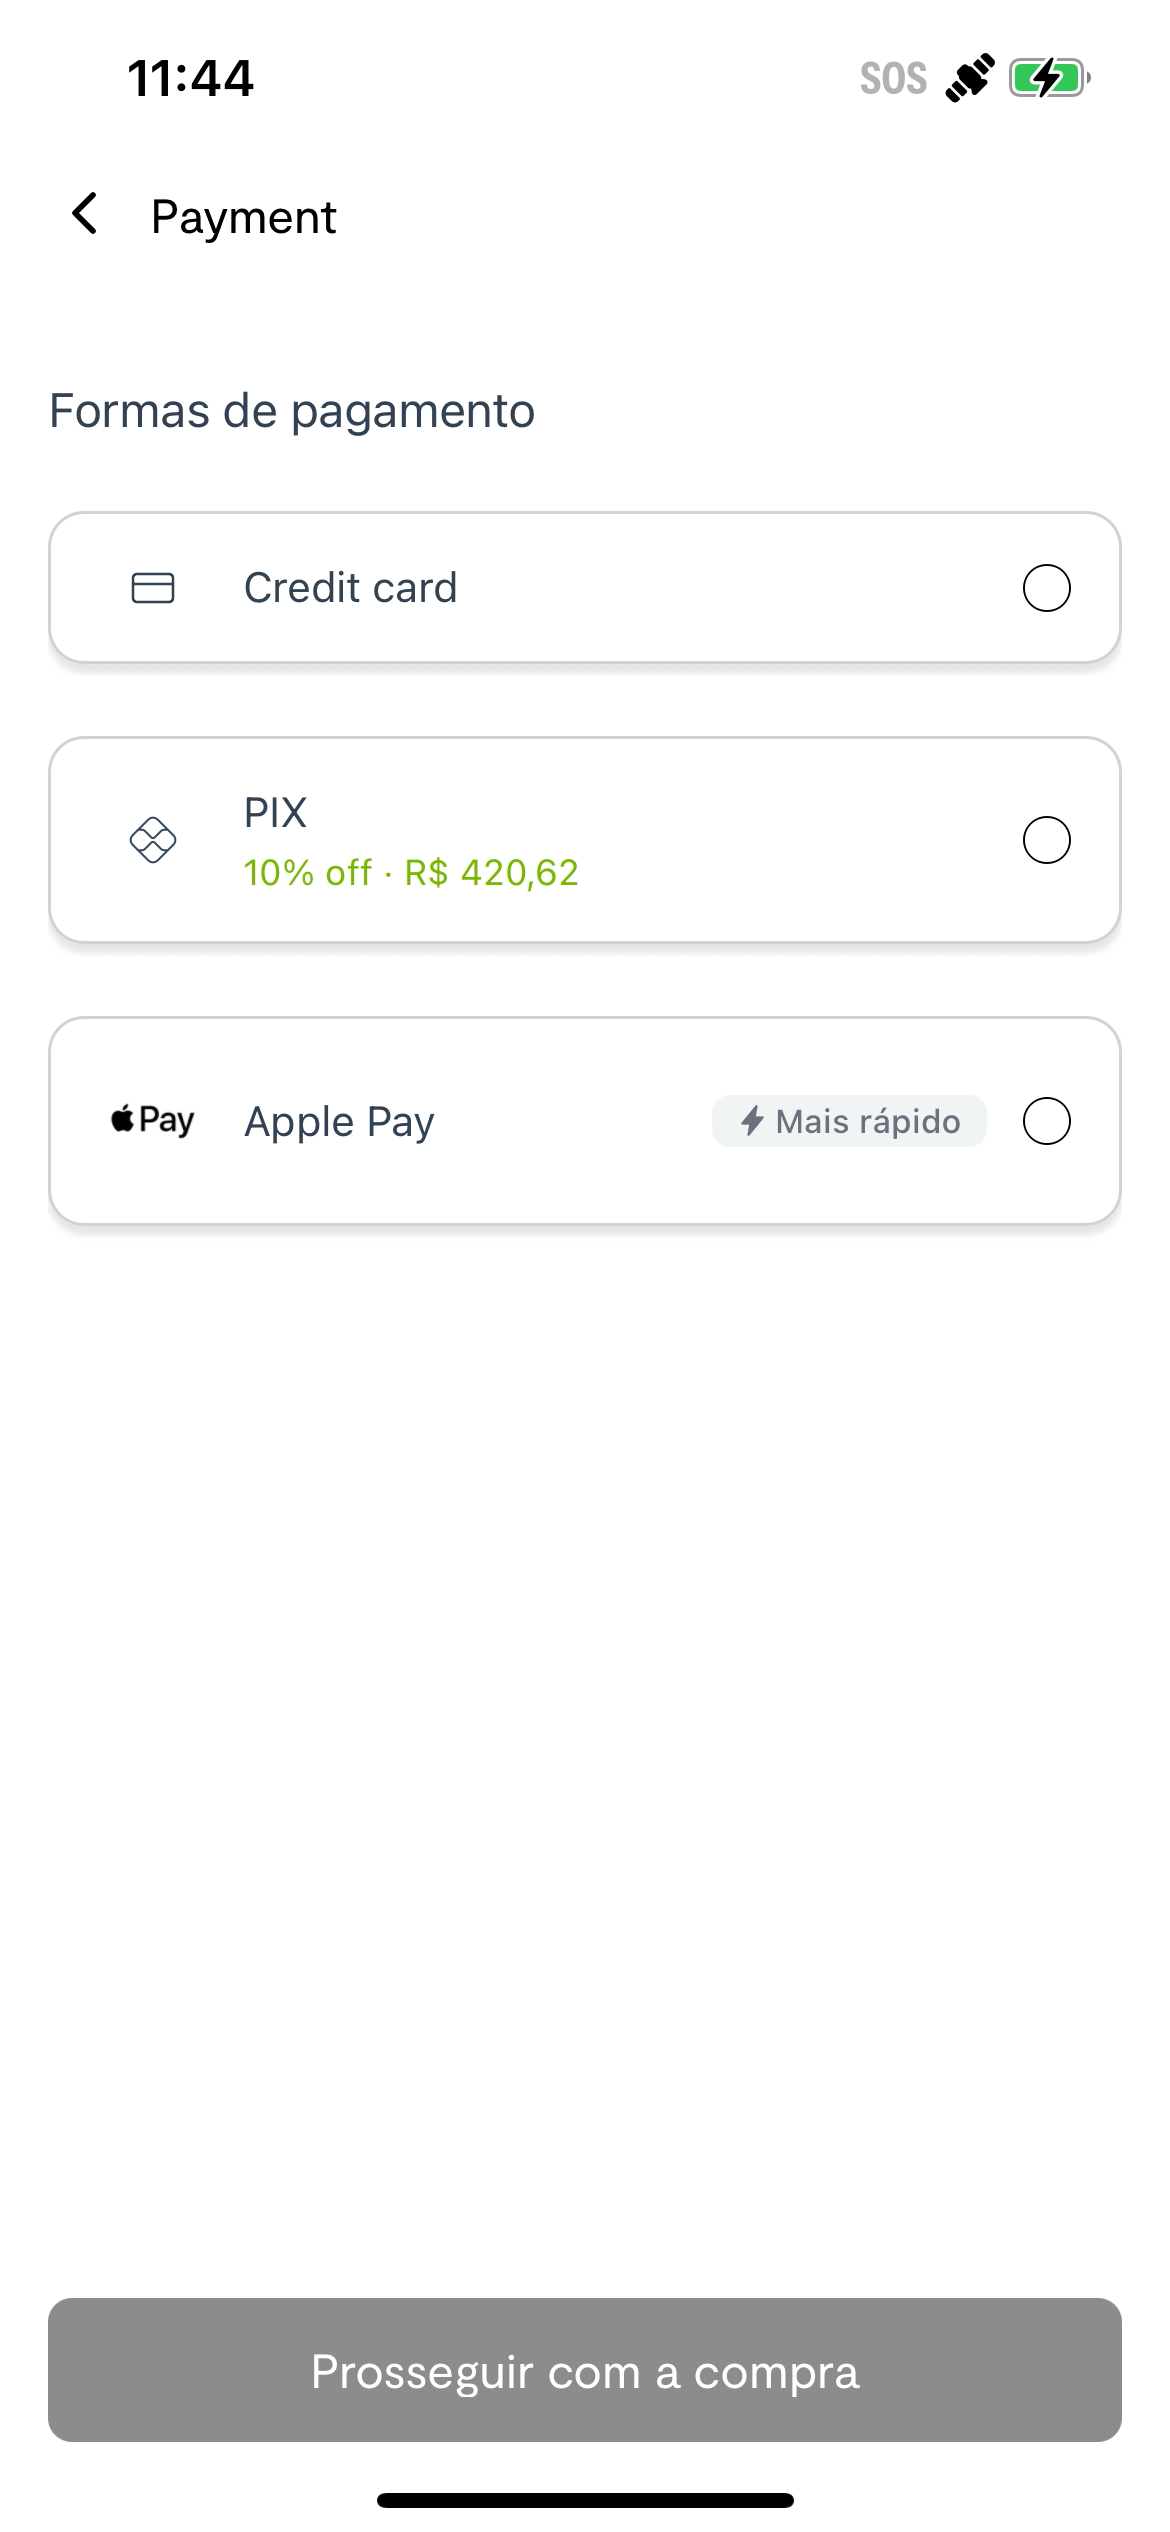 11:44 SOS
Payment
Formas de pagamento
Credit card
PIX
10% off · R$ 420,62
Pay Apple Pay Mais rápido
Prosseguir com a compra